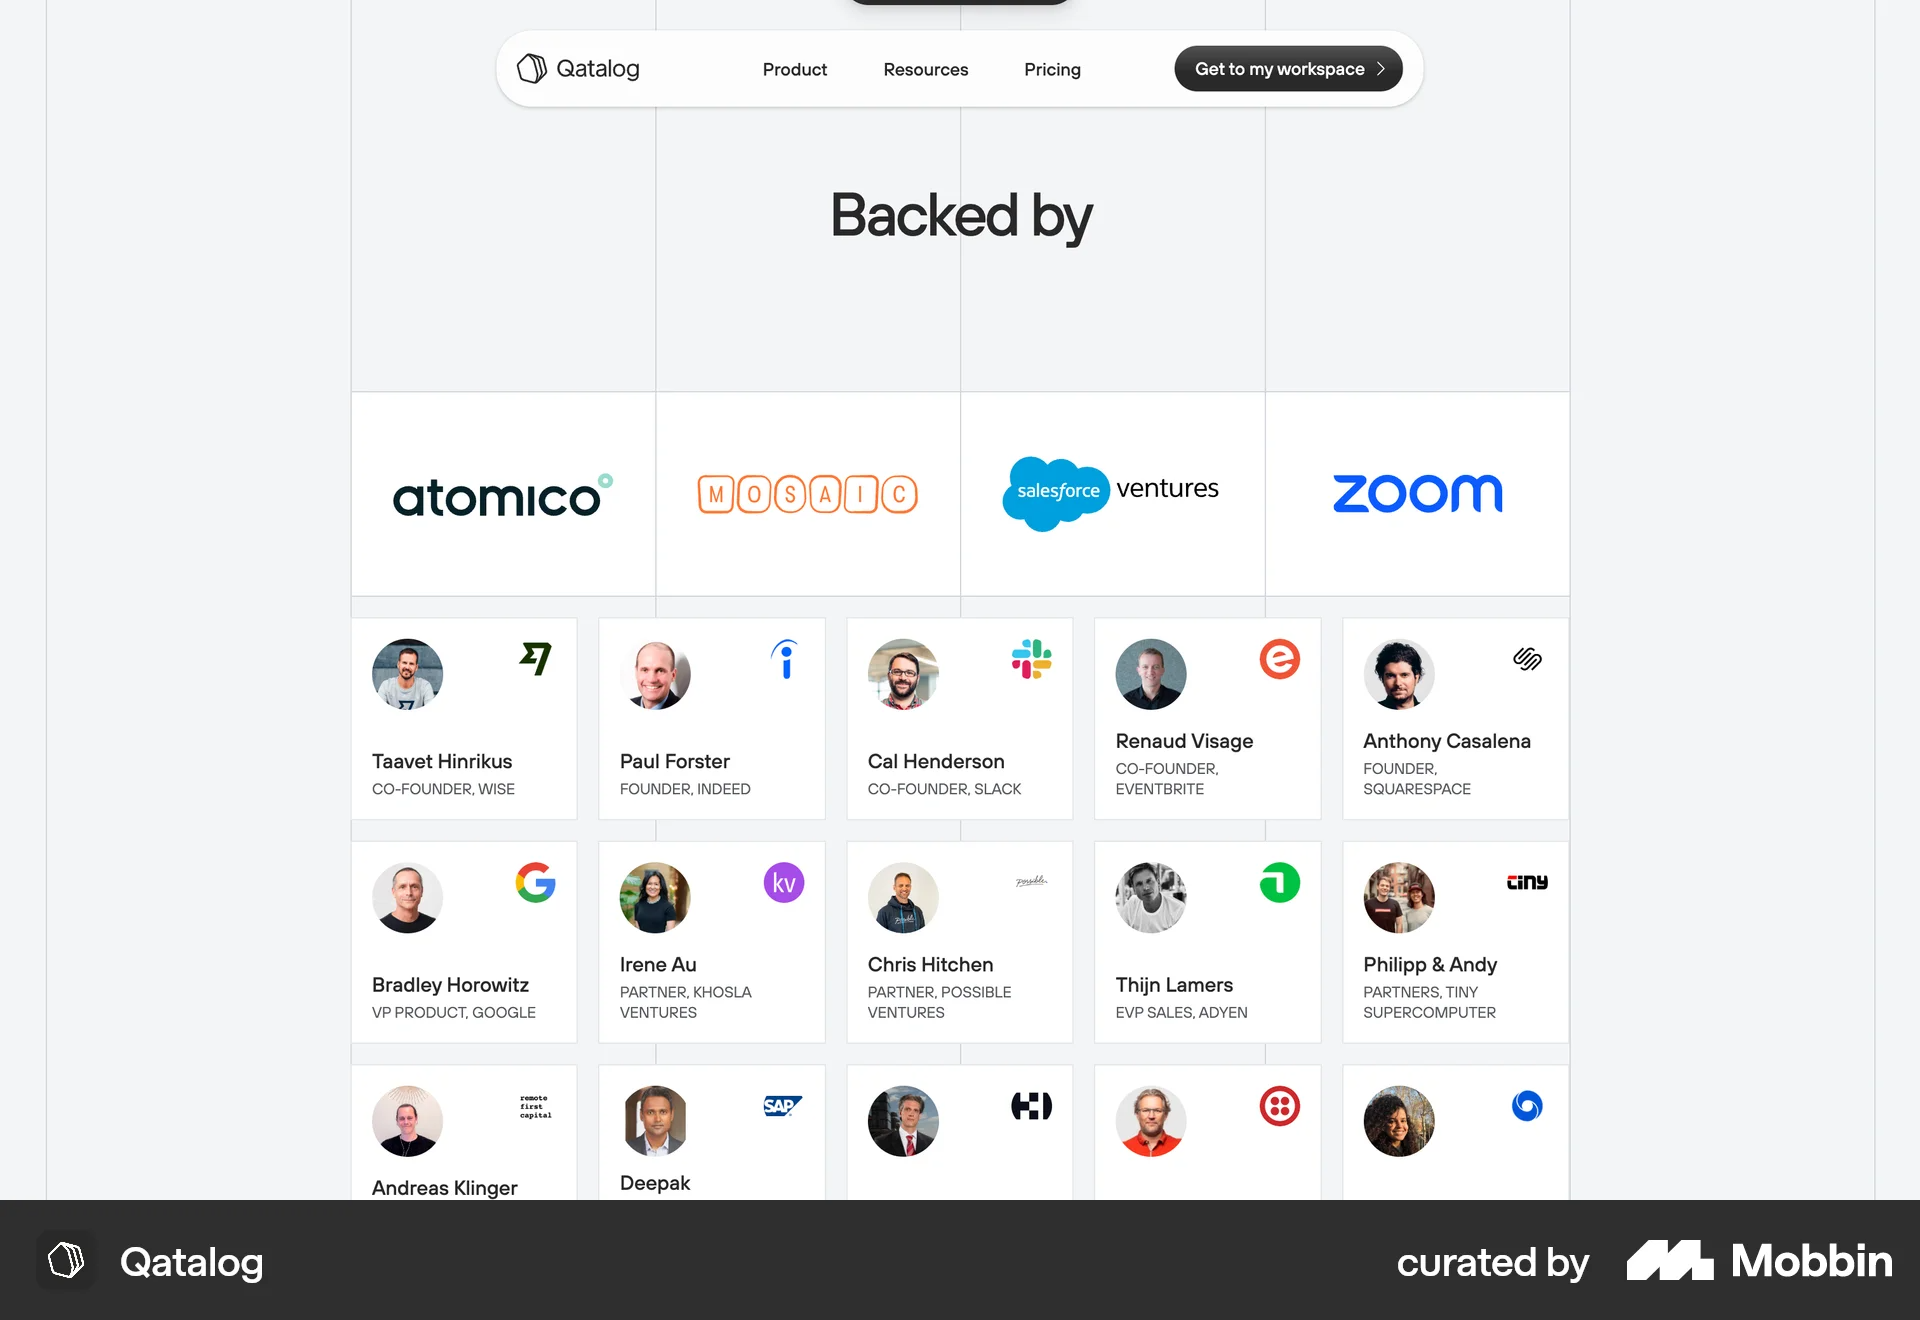 Qatalog
Product
Resources
Pricing
Get to my workspace
Backed by
atomico
MOSAIC
salesforce ventures
zoom
Taavet Hinrikus
CO-FOUNDER, WISE
Paul Forster
FOUNDER, INDEED
Cal Henderson
CO-FOUNDER, SLACK
Renaud Visage
CO-FOUNDER,
EVENTBRITE
Anthony Casalena
FOUNDER,
SQUARESPACE
Bradley Horowitz
VP PRODUCT, GOOGLE
kv
Irene Au
PARTNER, KHOSLA
VENTURES
possible.
Chris Hitchen
PARTNER, POSSIBLE
VENTURES
Thijn Lamers
EVP SALES, ADYEN
tiny
Philipp & Andy
PARTNERS, TINY
SUPERCOMPUTER
remote
first
capital
Andreas Klinger
SAP
Deepak
Qatalog
curated by
Mobbin